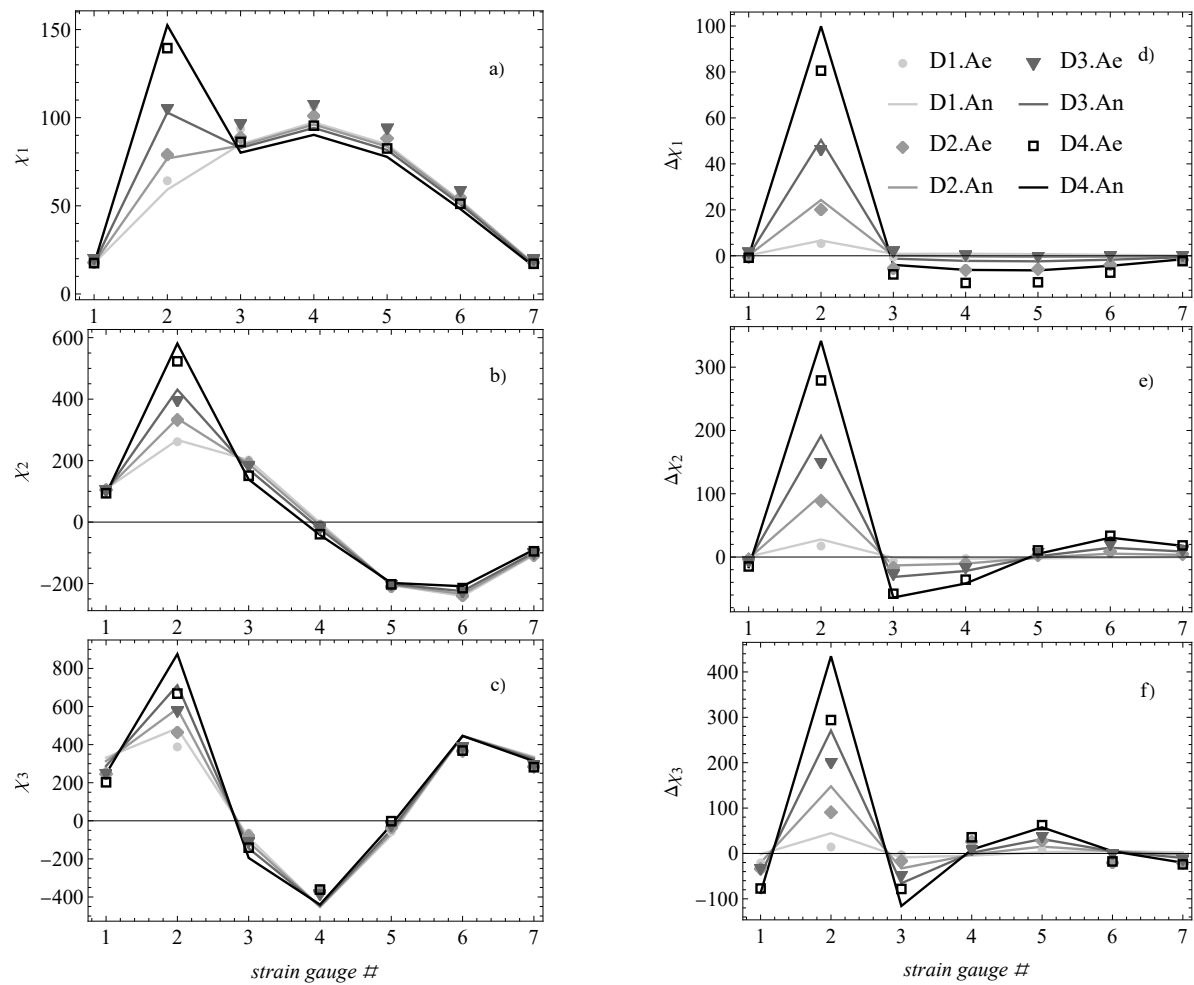 a)
χ1
150
100
50
0
1 2 3 4 5 6 7
b)
χ2
600
400
200
0
−200
1 2 3 4 5 6 7
c)
χ3
800
600
400
200
0
−200
−400
1 2 3 4 5 6 7
strain gauge #
d)
Δχ1
100
80
60
40
20
0
D1.Ae D3.Ae
D1.An D3.An
D2.Ae D4.Ae
D2.An D4.An
1 2 3 4 5 6 7
e)
Δχ2
300
200
100
0
1 2 3 4 5 6 7
f)
Δχ3
400
300
200
100
0
−100
1 2 3 4 5 6 7
strain gauge #